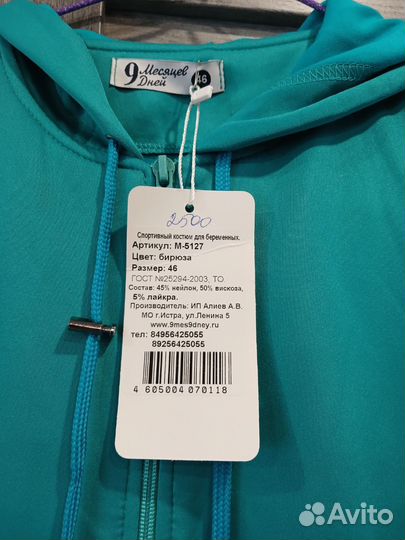 9 Месяцев
Дней
46
2500
Спортивный костюм для беременных.
Артикул: М-5127
Цвет: бирюза
Размер: 46
ГОСТ №25294-2003, ТО
Состав: 45% нейлон, 50% вискоза,
5% лайкра.
Производитель: ИП Алиев А.В.
МО г.Истра, ул.Ленина 5
www.9mes9dney.ru
тел: 84956425055
89256425055
4 605004 070118
Avito